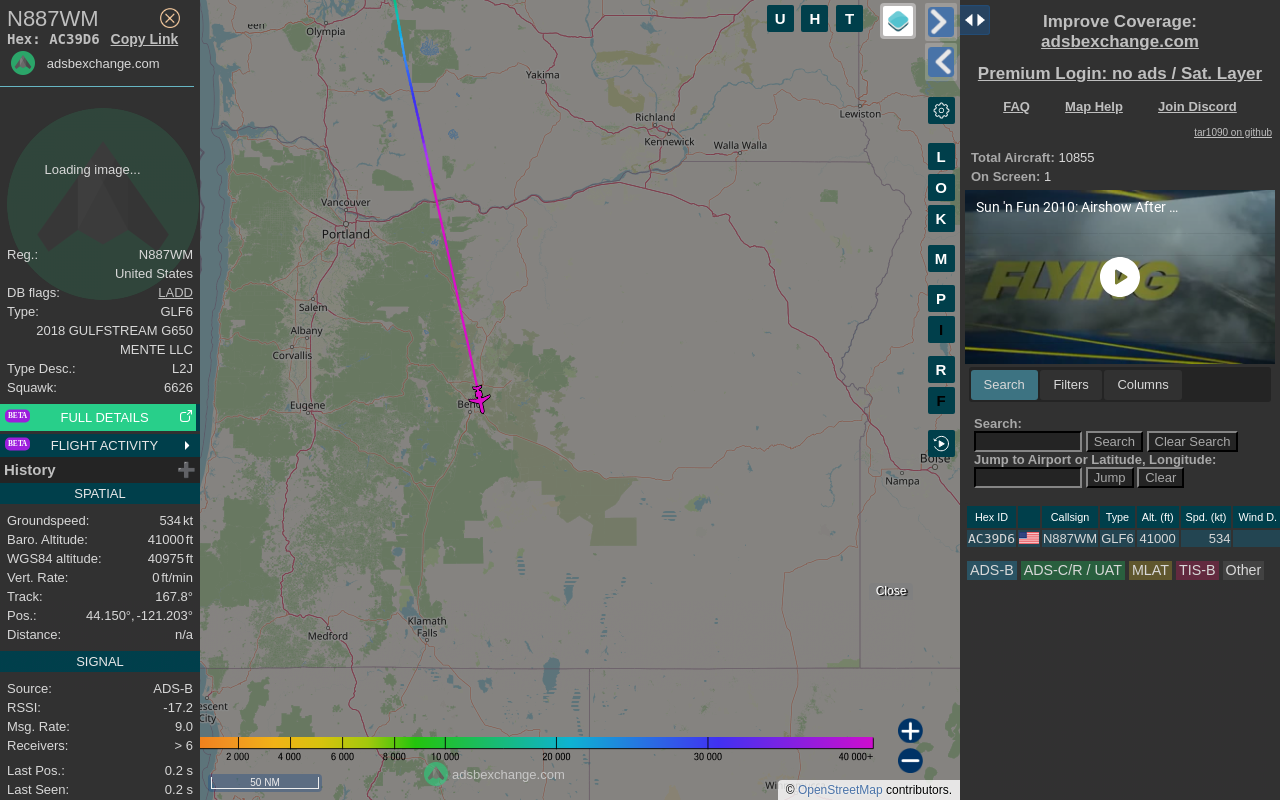 N887WM
Hex: AC39D6 Copy Link
adsbexchange.com
Loading image...
Reg.: N887WM
United States
DB flags: LADD
Type: GLF6
2018 GULFSTREAM G650
MENTE LLC
Type Desc.: L2J
Squawk: 6626
BETA FULL DETAILS
BETA FLIGHT ACTIVITY
History
SPATIAL
Groundspeed: 534 kt
Baro. Altitude: 41000 ft
WGS84 altitude: 40975 ft
Vert. Rate: 0 ft/min
Track: 167.8°
Pos.: 44.150°, -121.203°
Distance: n/a
SIGNAL
Source: ADS-B
RSSI: -17.2
Msg. Rate: 9.0
Receivers: > 6
Last Pos.: 0.2 s
Last Seen: 0.2 s
een
Olympia
Yakima
Richland
Kennewick
Walla Walla
Lewiston
Vancouver
Portland
Salem
Albany
Corvallis
Eugene
Bend
Boise
Nampa
Medford
Klamath
Falls
escent
City
Wi
U H T
L
O
K
M
P
I
R
F
Close
2 000 4 000 6 000 8 000 10 000 20 000 30 000 40 000+
adsbexchange.com
50 NM
© OpenStreetMap contributors.
Improve Coverage:
adsbexchange.com
Premium Login: no ads / Sat. Layer
FAQ Map Help Join Discord
tar1090 on github
Total Aircraft: 10855
On Screen: 1
Sun 'n Fun 2010: Airshow After ...
FLYING
Search Filters Columns
Search:
Search Clear Search
Jump to Airport or Latitude, Longitude:
Jump Clear
Hex ID Callsign Type Alt. (ft) Spd. (kt) Wind D.
AC39D6 N887WM GLF6 41000 534
ADS-B ADS-C/R / UAT MLAT TIS-B Other